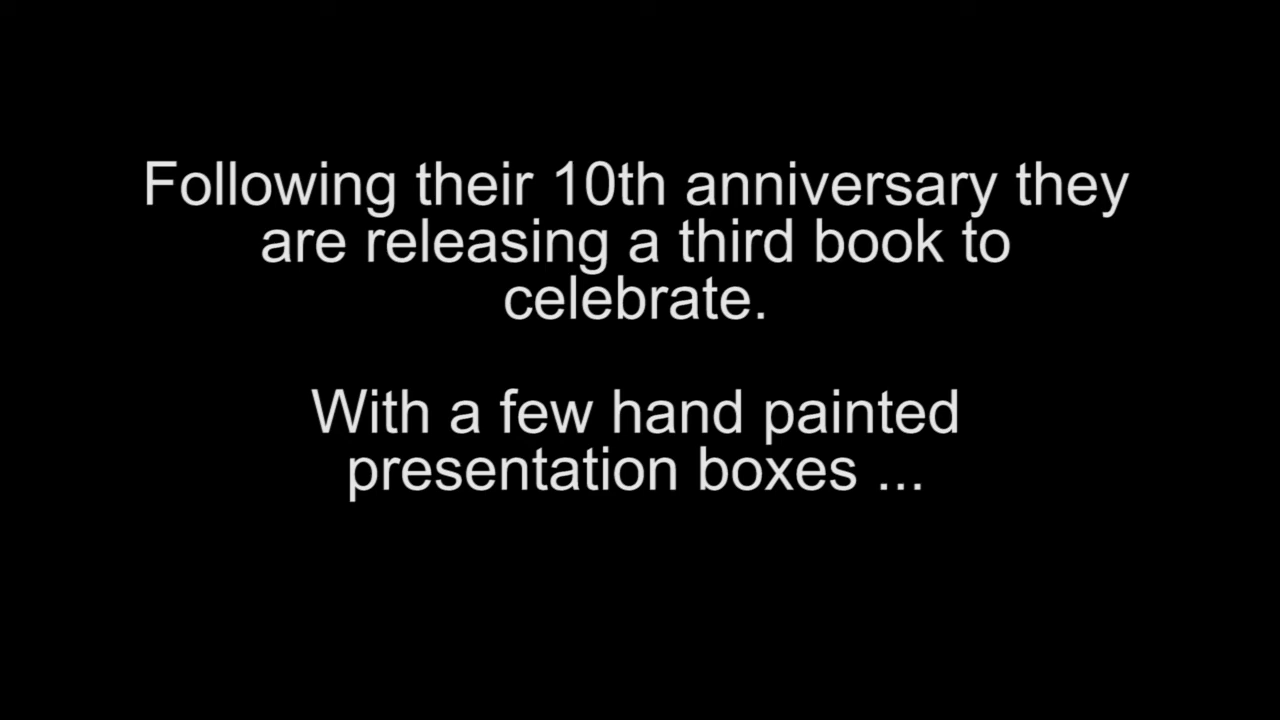 Following their 10th anniversary they
are releasing a third book to
celebrate.
With a few hand painted
presentation boxes ...